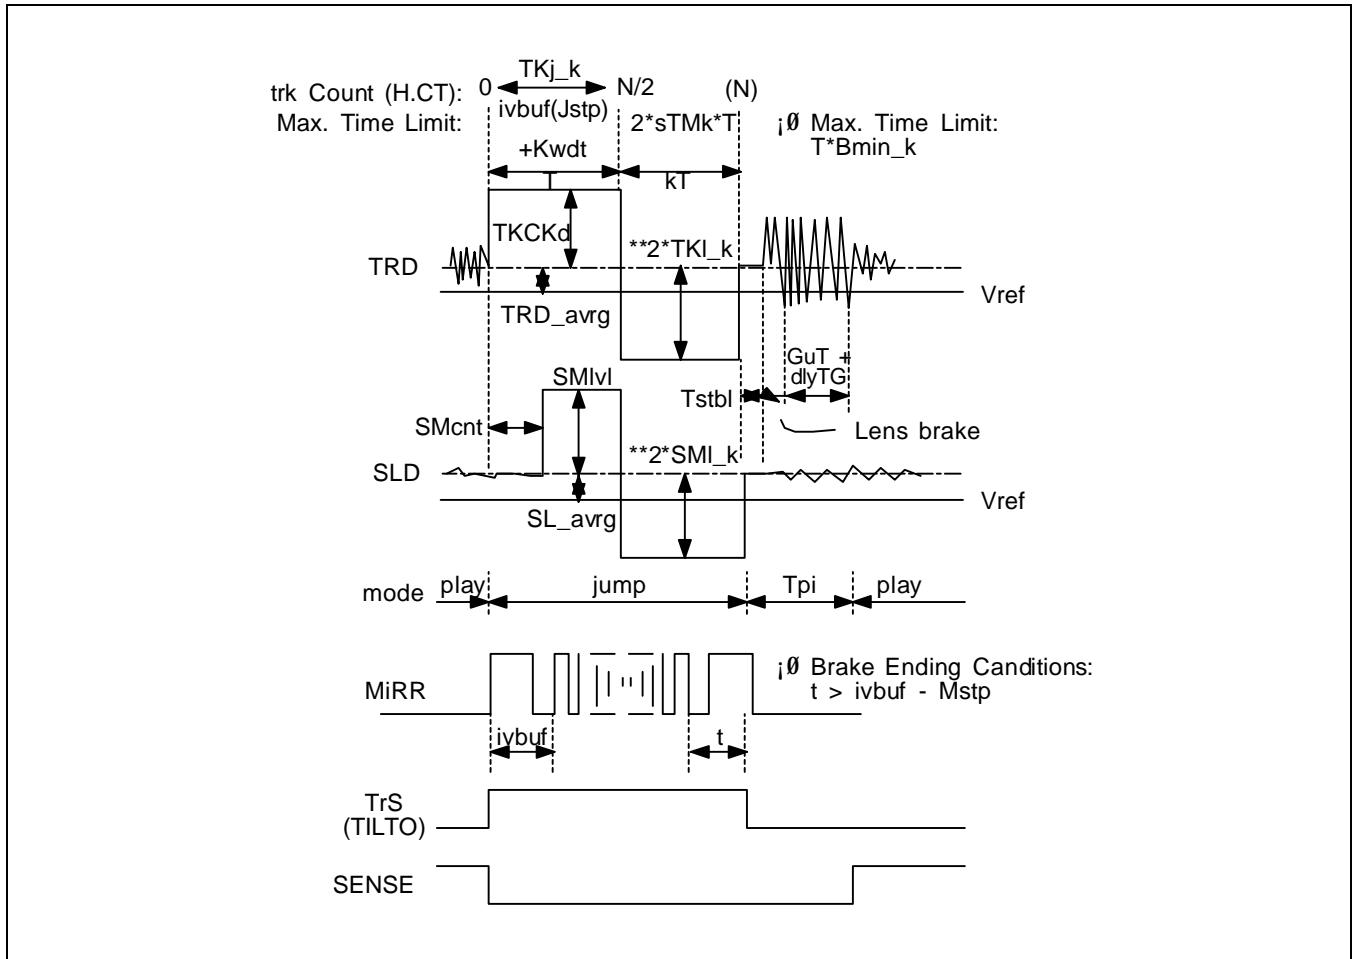 TKj_k
trk Count (H.CT): 0 N/2 (N)
ivbuf(Jstp)
Max. Time Limit: 2*sTMk*T
¡Ø Max. Time Limit:
T*Bmin_k
+Kwdt
T kT
TKCKd
**2*TKl_k
TRD
Vref
TRD_avrg
GuT +
dlyTG
SMlvl
Tstbl
SMcnt
Lens brake
**2*SMl_k
SLD
Vref
SL_avrg
mode play jump Tpi play
¡Ø Brake Ending Canditions:
t > ivbuf - Mstp
MiRR
ivbuf t
TrS
(TILTO)
SENSE